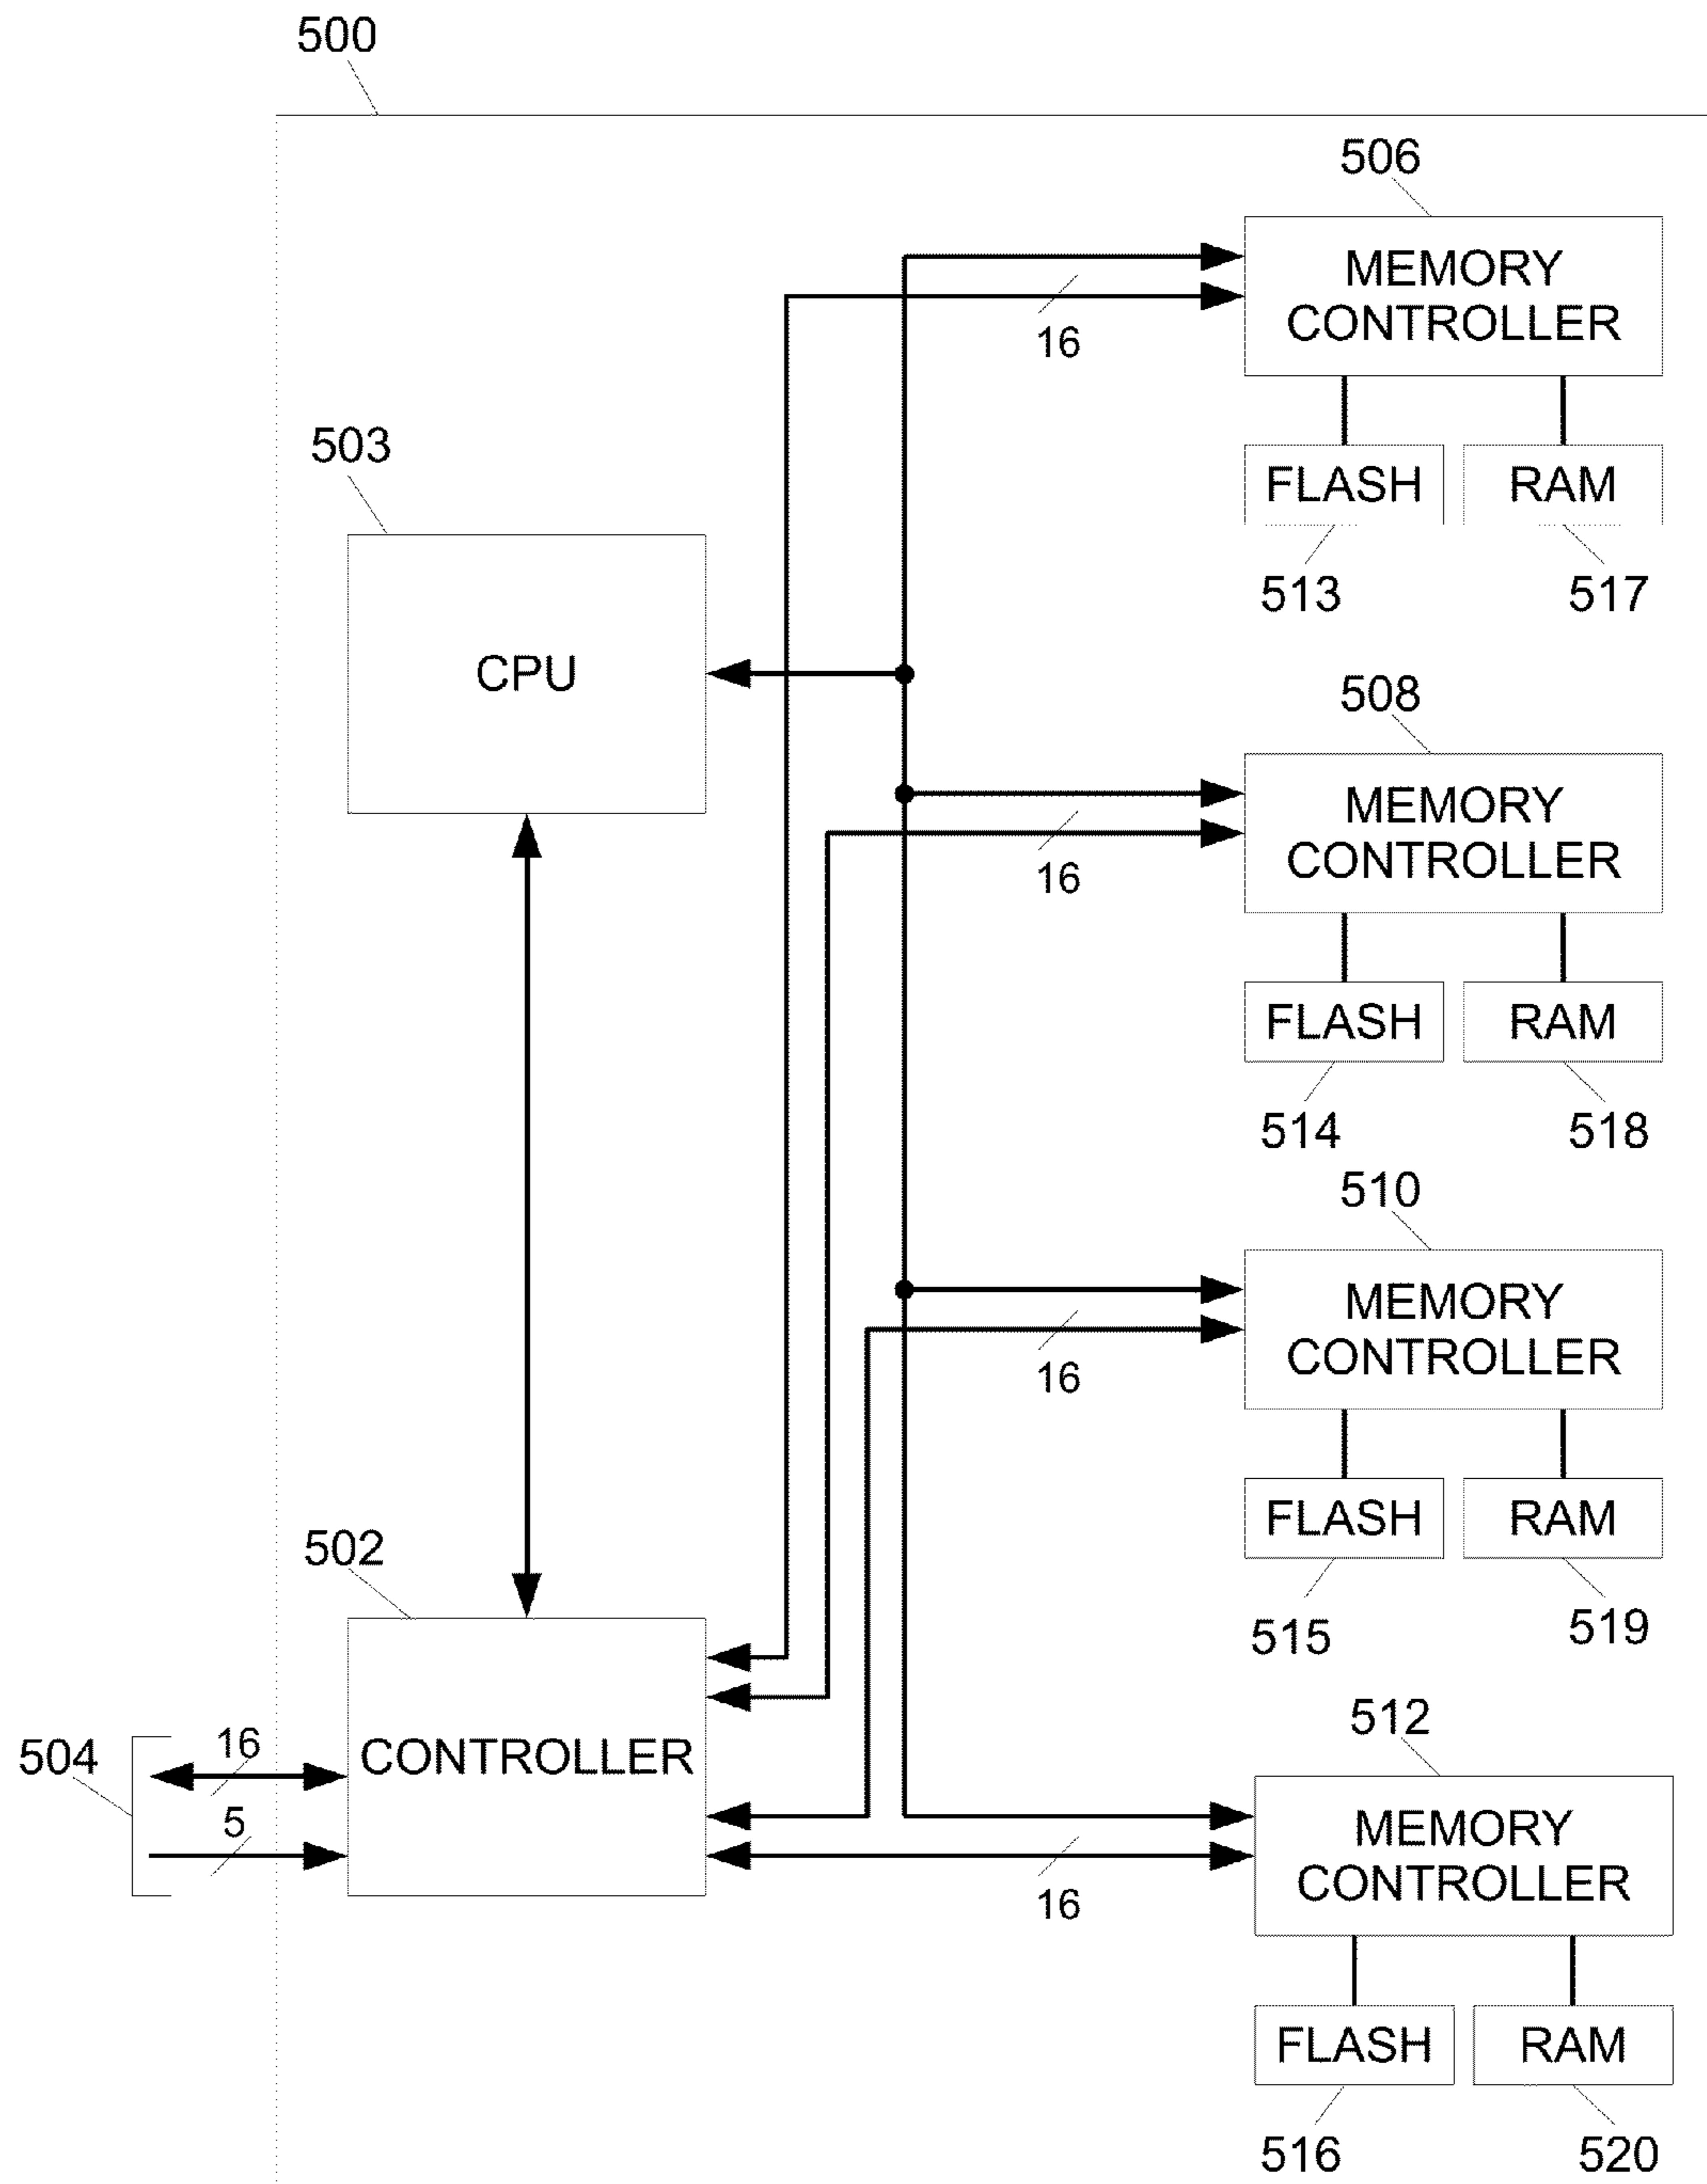 500
506
MEMORY
CONTROLLER
16
503
FLASH
RAM
513
517
CPU
508
MEMORY
CONTROLLER
16
FLASH
RAM
514
518
510
MEMORY
CONTROLLER
16
FLASH
RAM
502
515
519
512
504
16
CONTROLLER
5
MEMORY
CONTROLLER
16
FLASH
RAM
516
520